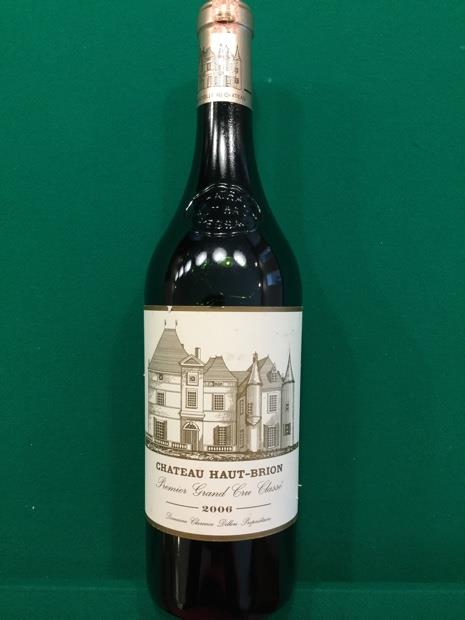 CHATEAU HAUT-BRION
Premier Grand Cru Classé
2006
Domaine Clarence Dillon - Propriétaire